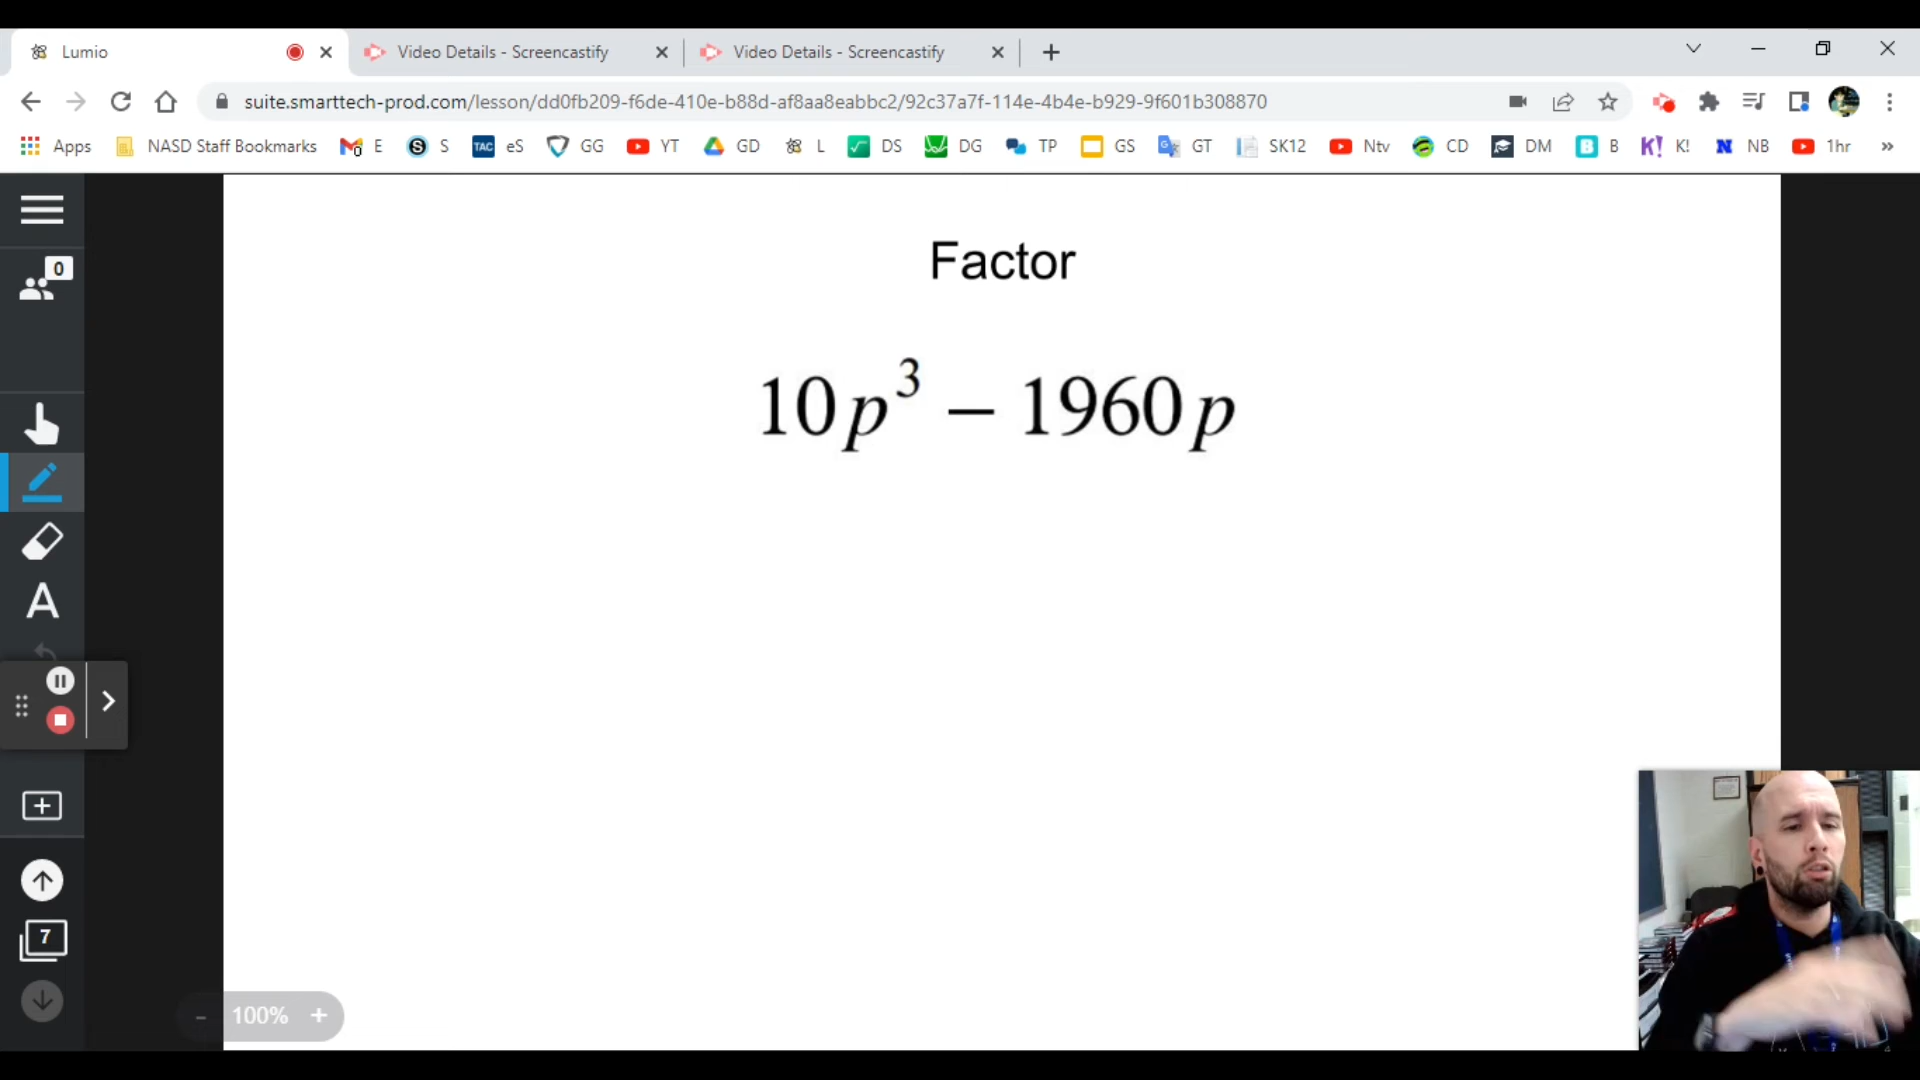 Lumio
Video Details - Screencastify
Video Details - Screencastify
suite.smarttech-prod.com/lesson/dd0fb209-f6de-410e-b88d-af8aa8eabbc2/92c37a7f-114e-4b4e-b929-9f601b308870
Apps NASD Staff Bookmarks E S TAC eS GG YT GD L DS DG TP GS GT SK12 Ntv CD DM B B K! K! N NB 1hr »
0
Factor
10p³ – 1960p
A
7
- 100% +